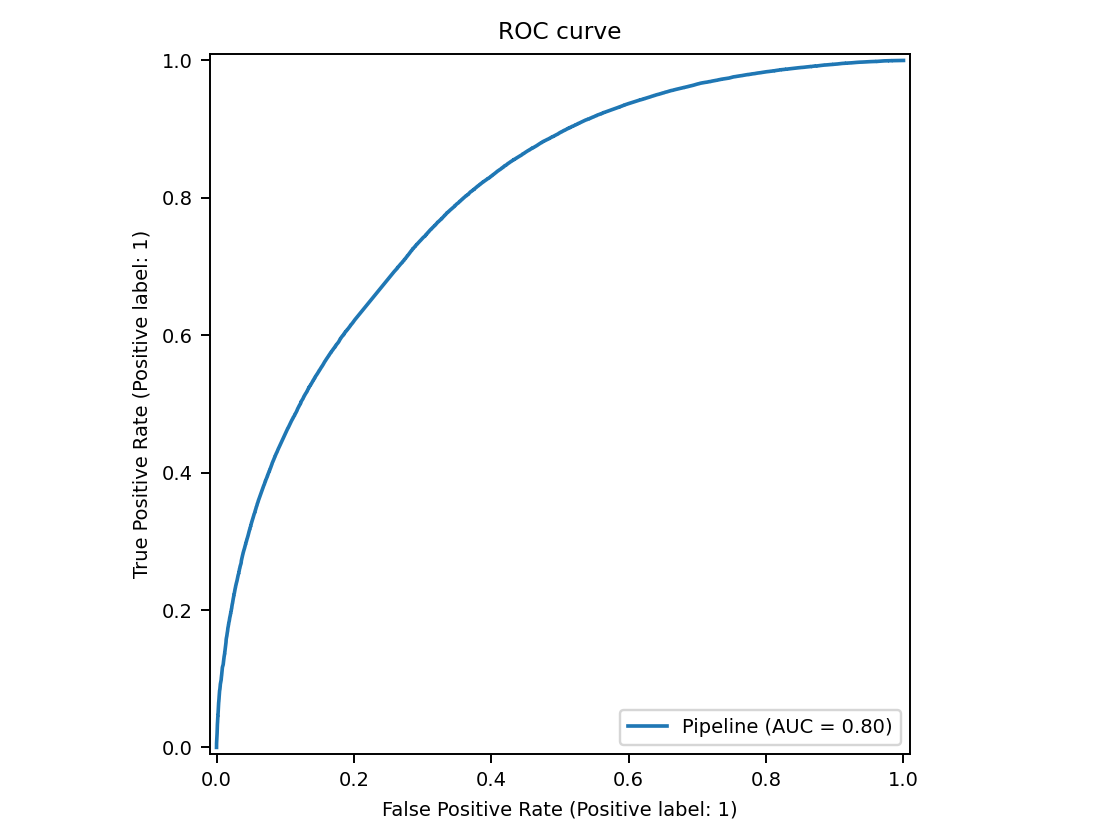 ROC curve
1.0
0.8
0.6
0.4
0.2
0.0
True Positive Rate (Positive label: 1)
Pipeline (AUC = 0.80)
0.0 0.2 0.4 0.6 0.8 1.0
False Positive Rate (Positive label: 1)